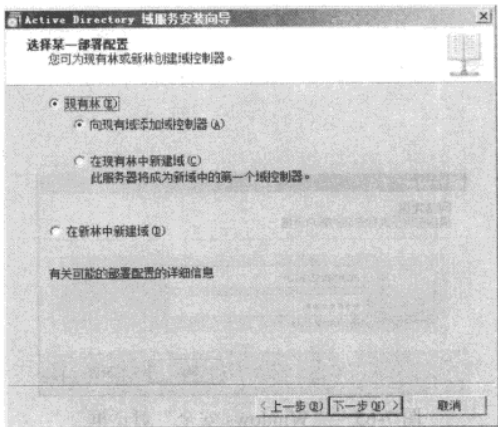 Active Directory 域服务安装向导
选择某一部署配置
您可为现有林或新林创建域控制器。
现有林(E)
向现有域添加域控制器(A)
在现有林中新建域(C)
此服务器将成为新域中的第一个域控制器。
在新林中新建域(D)
有关可能的部署配置的详细信息
<上一步(B) 下一步(N) > 取消